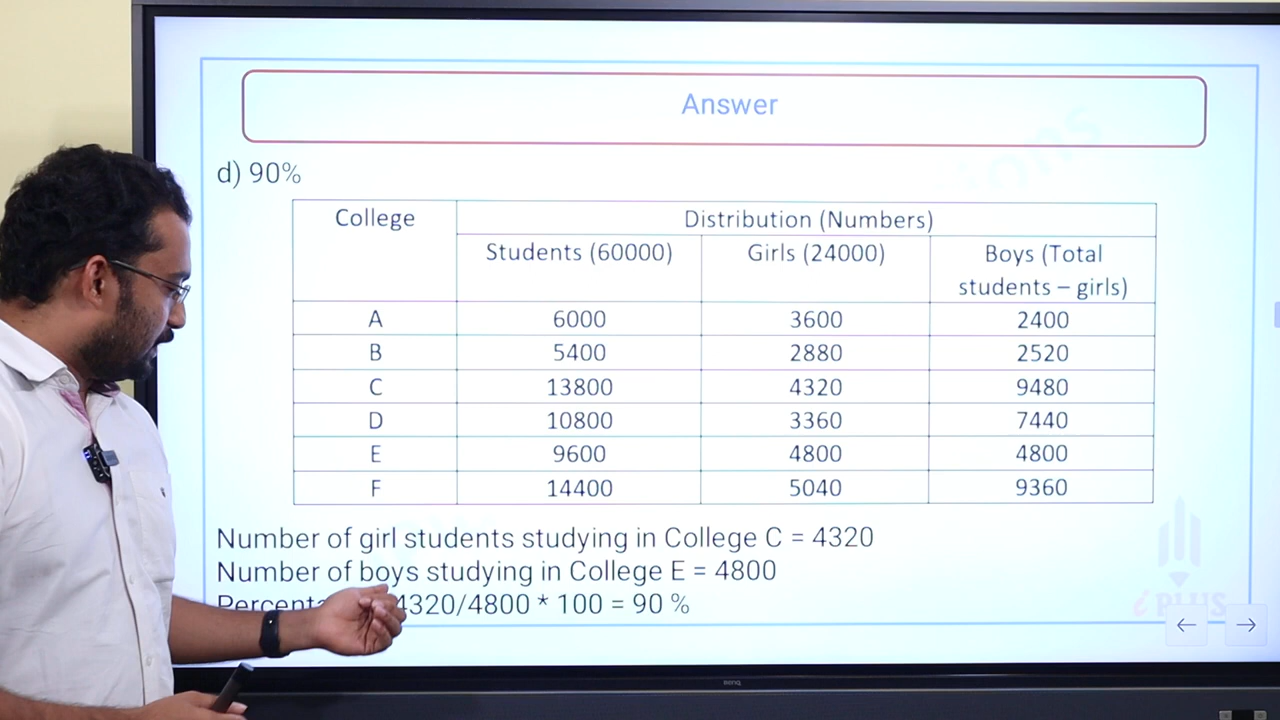 Answer
d) 90%
College Distribution (Numbers)
Students (60000) Girls (24000) Boys (Total
students – girls)
A 6000 3600 2400
B 5400 2880 2520
C 13800 4320 9480
D 10800 3360 7440
E 9600 4800 4800
F 14400 5040 9360
Number of girl students studying in College C = 4320
Number of boys studying in College E = 4800
4320/4800 * 100 = 90 %
iPLUS
BENQ